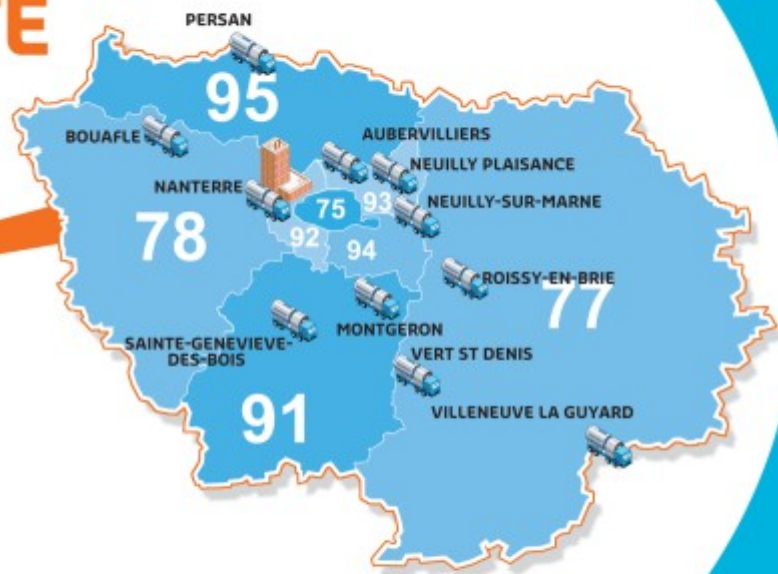 TE
PERSAN
95
BOUAFLE
AUBERVILLIERS
NEUILLY PLAISANCE
NANTERRE
75
93
NEUILLY-SUR-MARNE
78
92
94
ROISSY-EN-BRIE
77
MONTGERON
SAINTE-GENEVIEVE-
DES-BOIS
VERT ST DENIS
91
VILLENEUVE LA GUYARD